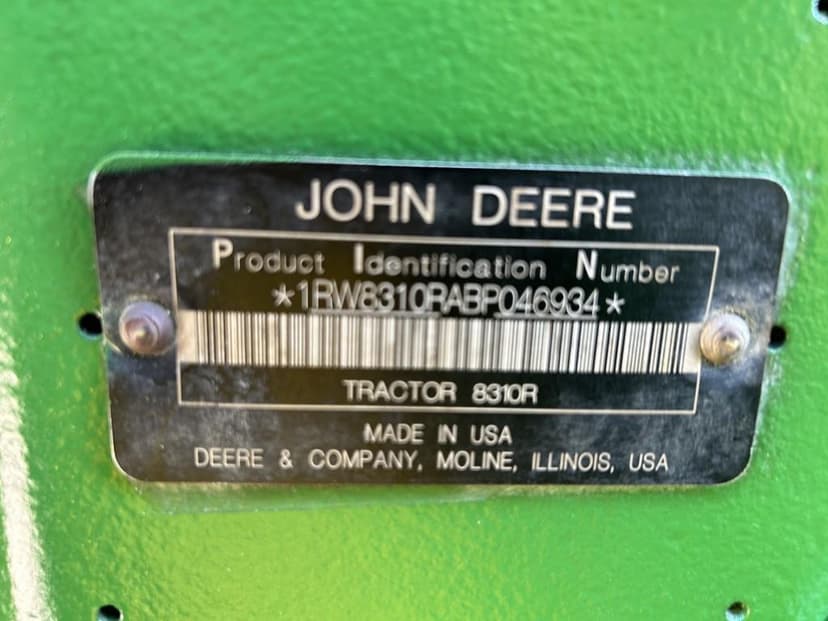 JOHN DEERE
Product Identification Number
*1RW8310RABP046934*
TRACTOR 8310R
MADE IN USA
DEERE & COMPANY, MOLINE, ILLINOIS, USA